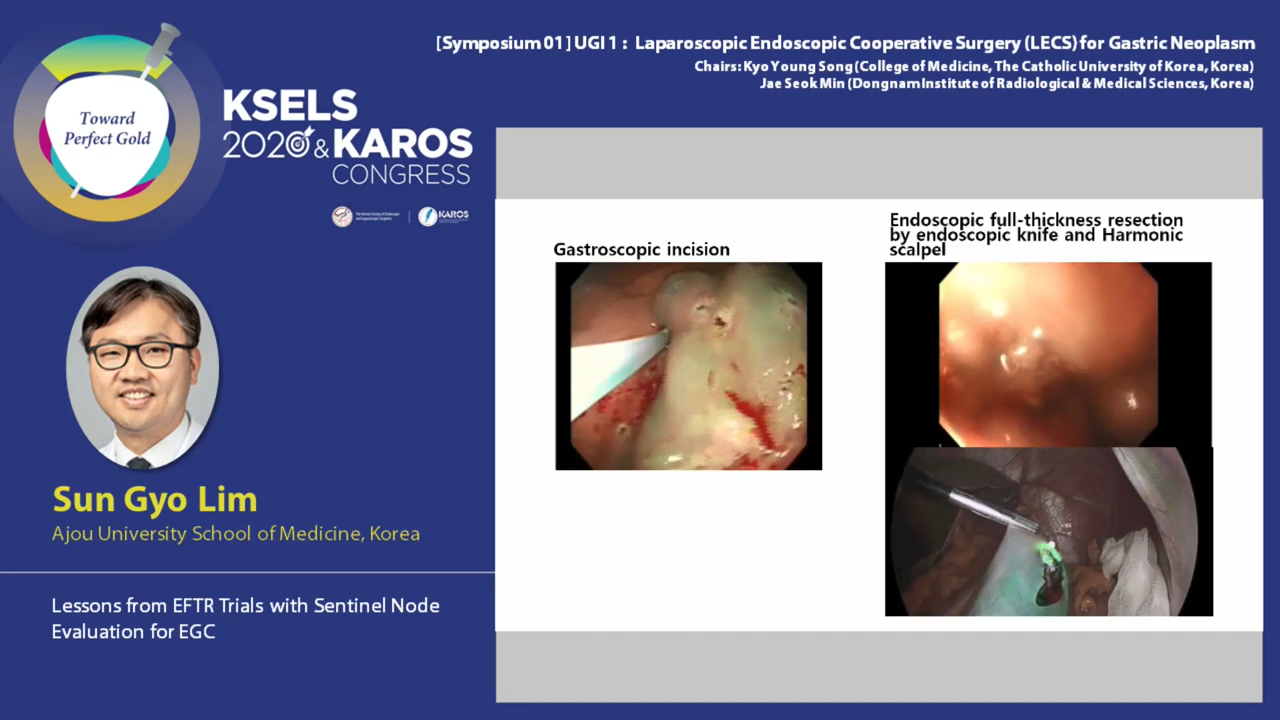 [Symposium 01] UGI 1 : Laparoscopic Endoscopic Cooperative Surgery (LECS) for Gastric Neoplasm
Chairs: Kyo Young Song (College of Medicine, The Catholic University of Korea, Korea)
Jae Seok Min (Dongnam Institute of Radiological & Medical Sciences, Korea)
Toward
Perfect Gold
KSELS
2020 & KAROS
CONGRESS
KAROS
Sun Gyo Lim
Ajou University School of Medicine, Korea
Lessons from EFTR Trials with Sentinel Node
Evaluation for EGC
Gastroscopic incision
Endoscopic full-thickness resection
by endoscopic knife and Harmonic
scalpel